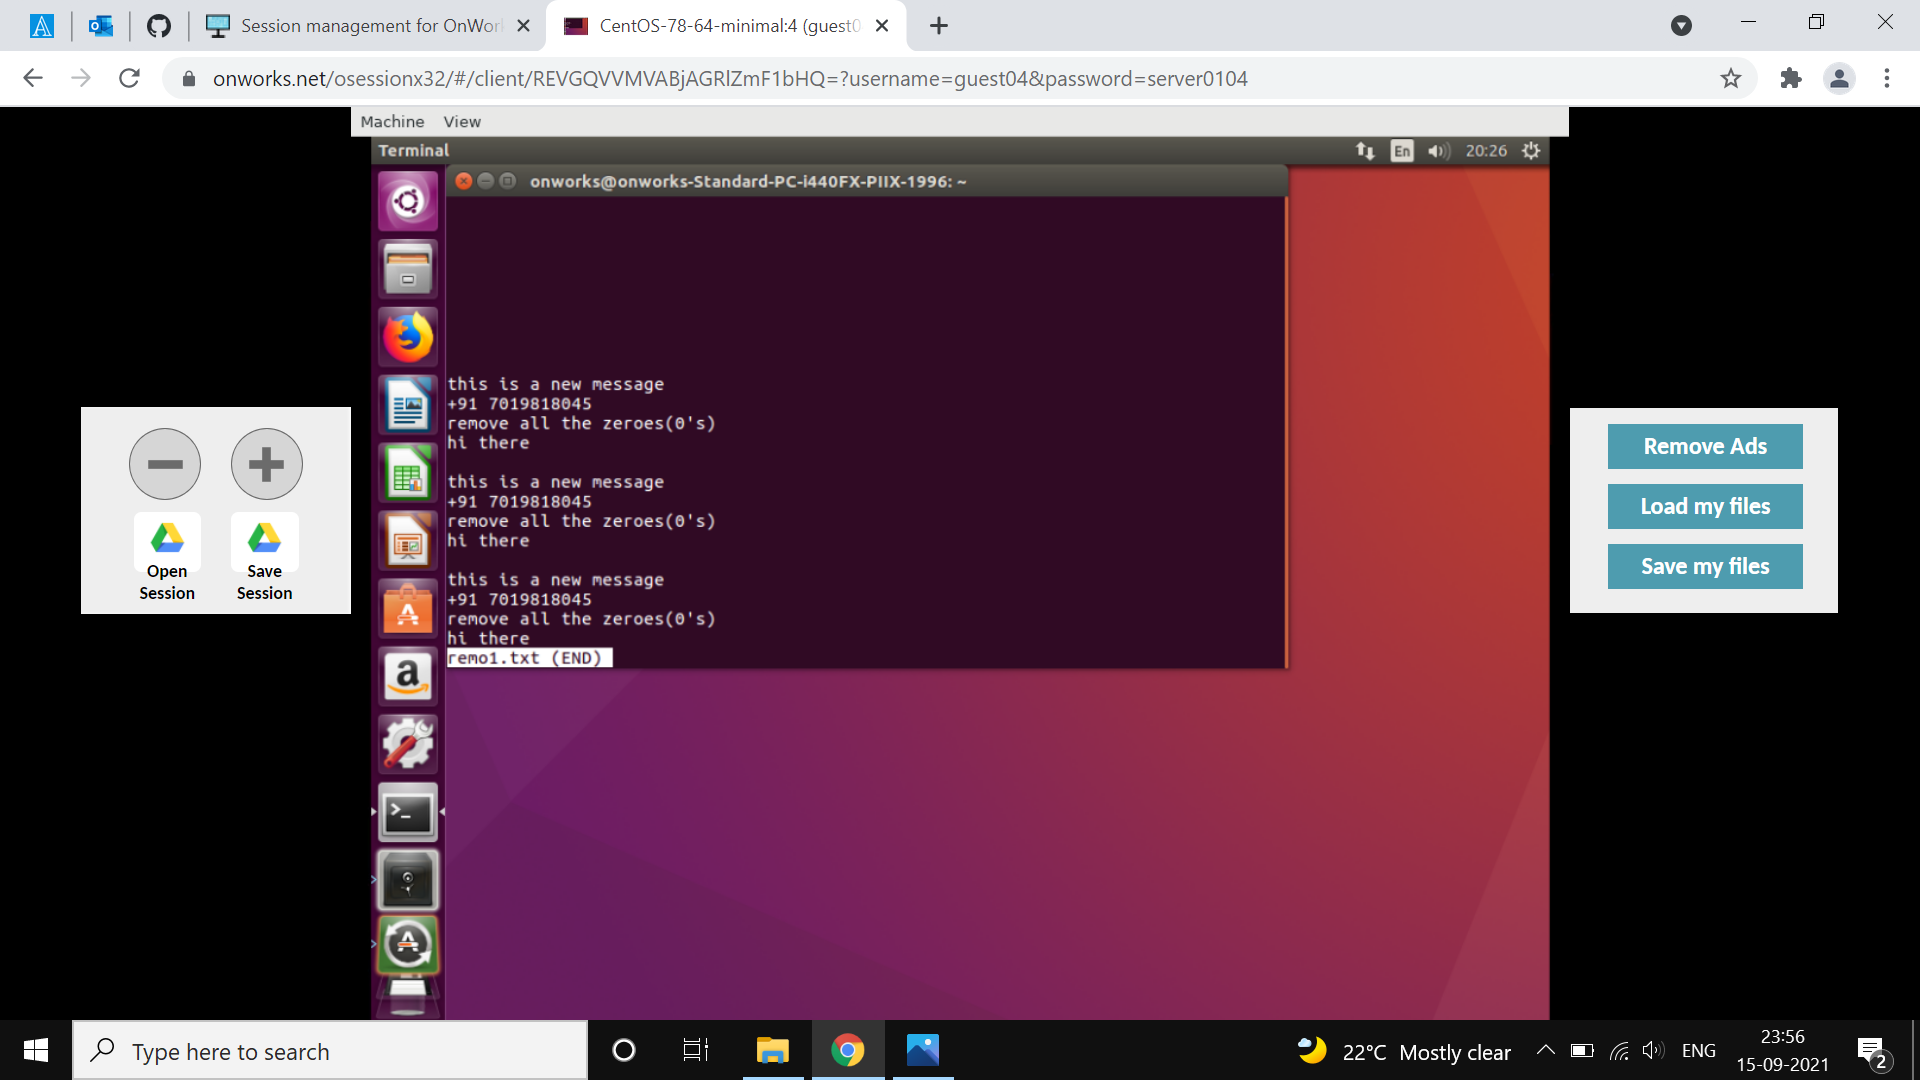 Session management for OnWor
CentOS-78-64-minimal:4 (guest0
onworks.net/osessionx32/#/client/REVGQVVMVABjAGRlZmF1bHQ=?username=guest04&password=server0104
Machine View
Terminal
En
20:26
onworks@onworks-Standard-PC-i440FX-PIIX-1996: ~
this is a new message
+91 7019818045
remove all the zeroes(0's)
hi there
this is a new message
+91 7019818045
remove all the zeroes(0's)
hi there
this is a new message
+91 7019818045
remove all the zeroes(0's)
hi there
remo1.txt (END)
Open
Session
Save
Session
Remove Ads
Load my files
Save my files
Type here to search
22°C Mostly clear
ENG
23:56
15-09-2021
2